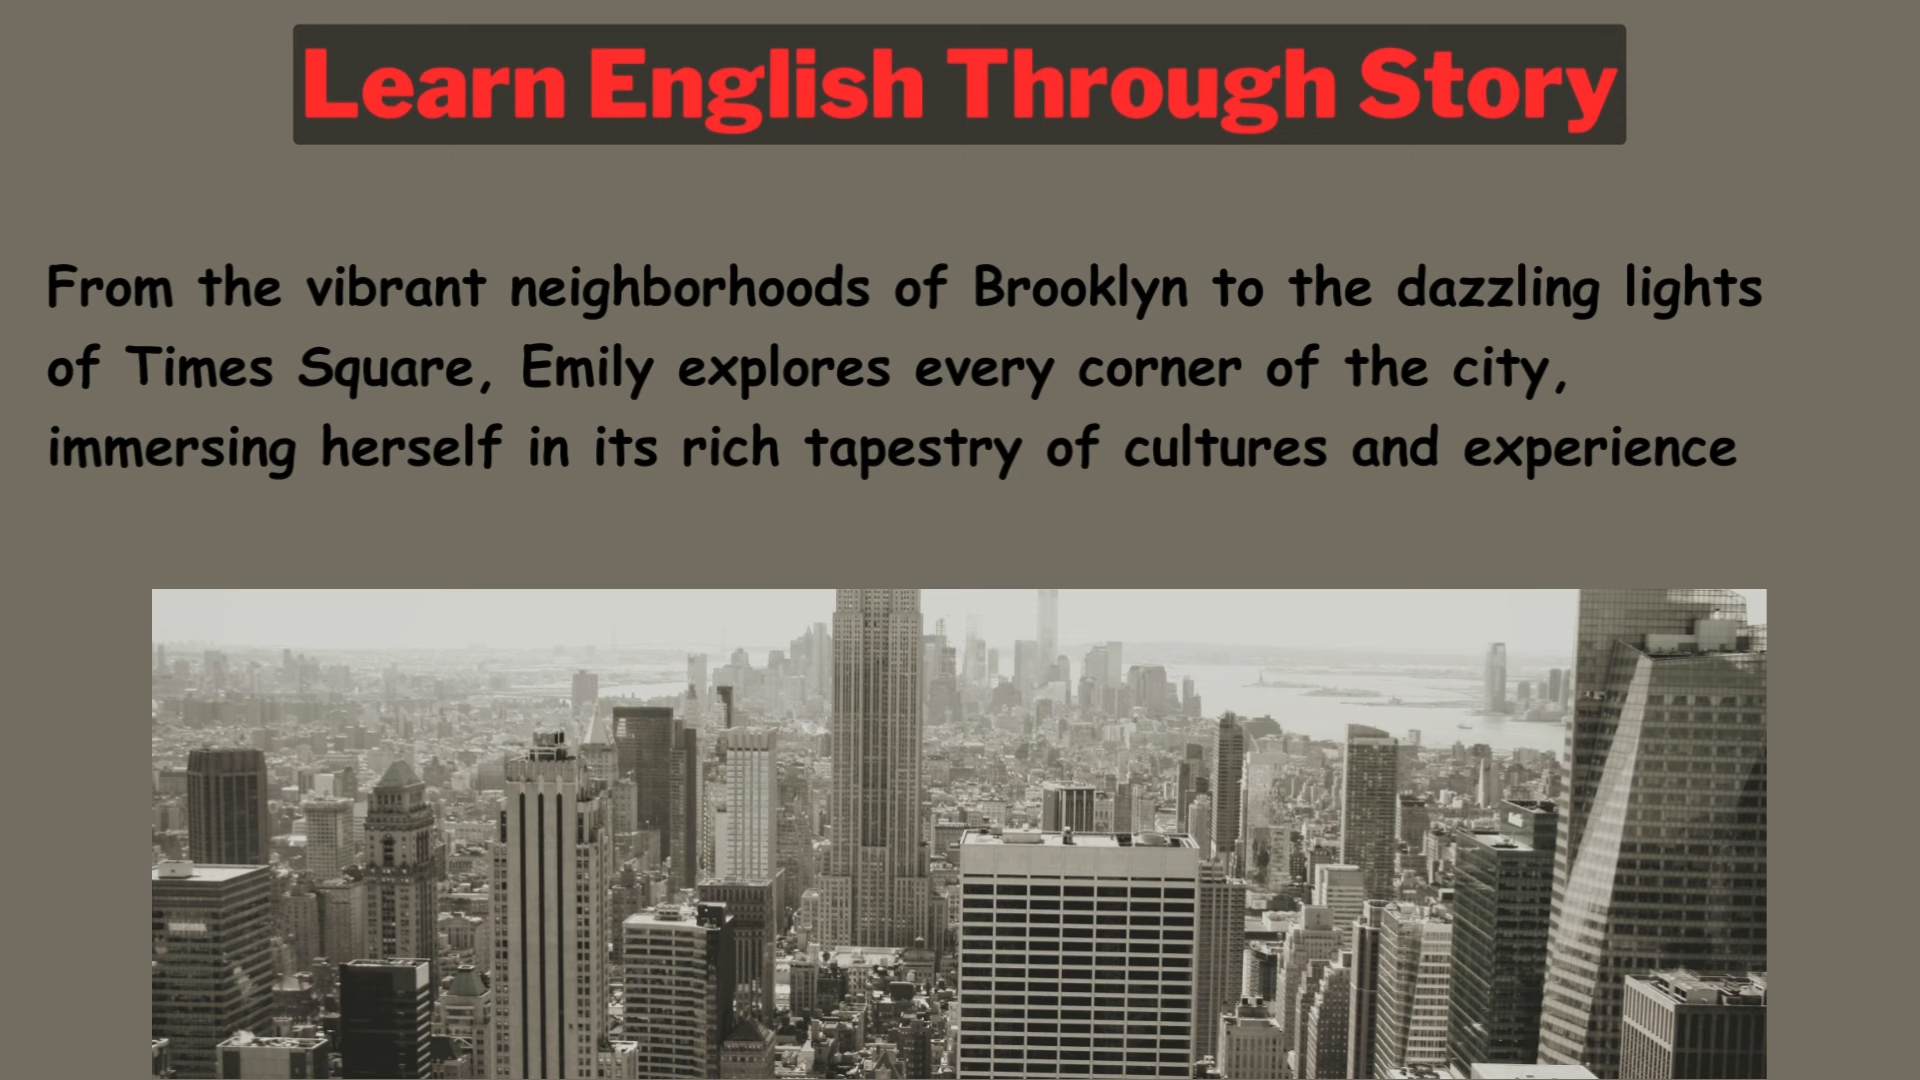 Learn English Through Story
From the vibrant neighborhoods of Brooklyn to the dazzling lights
of Times Square, Emily explores every corner of the city,
immersing herself in its rich tapestry of cultures and experience